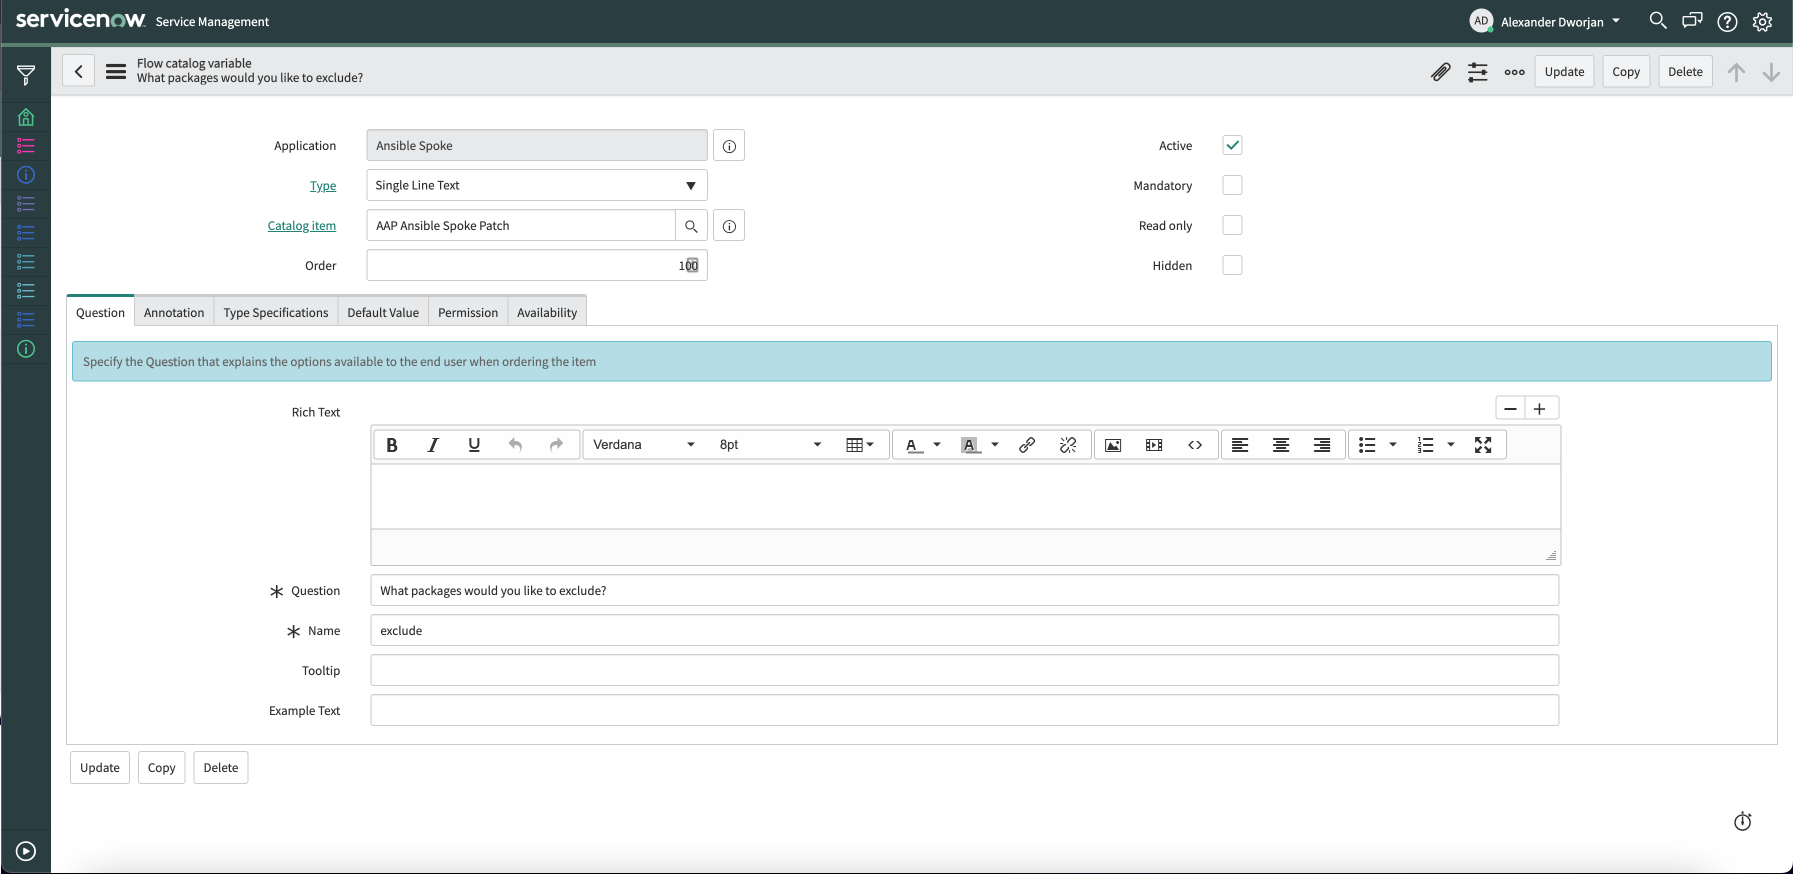 servicenow Service Management
AD Alexander Dworjan
Flow catalog variable
What packages would you like to exclude?
Update Copy Delete
Application Ansible Spoke
Active
Type Single Line Text
Mandatory
Catalog item AAP Ansible Spoke Patch
Read only
Order 100
Hidden
Question Annotation Type Specifications Default Value Permission Availability
Specify the Question that explains the options available to the end user when ordering the item
Rich Text
B I U Verdana 8pt A A
Question What packages would you like to exclude?
Name exclude
Tooltip
Example Text
Update Copy Delete